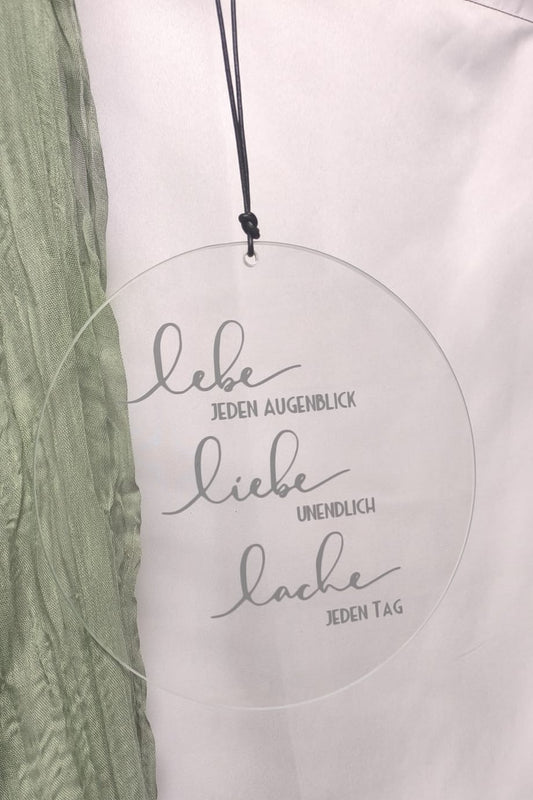 lebe
JEDEN AUGENBLICK
liebe
UNENDLICH
lache
JEDEN TAG